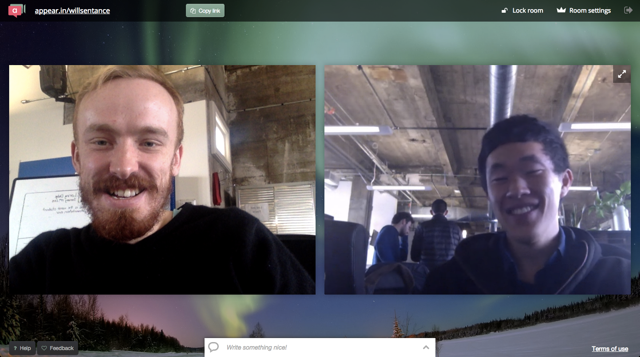 a
appear.in/willsentance
Copy link
Lock room
Room settings
? Help
Feedback
Write something nice!
Terms of use